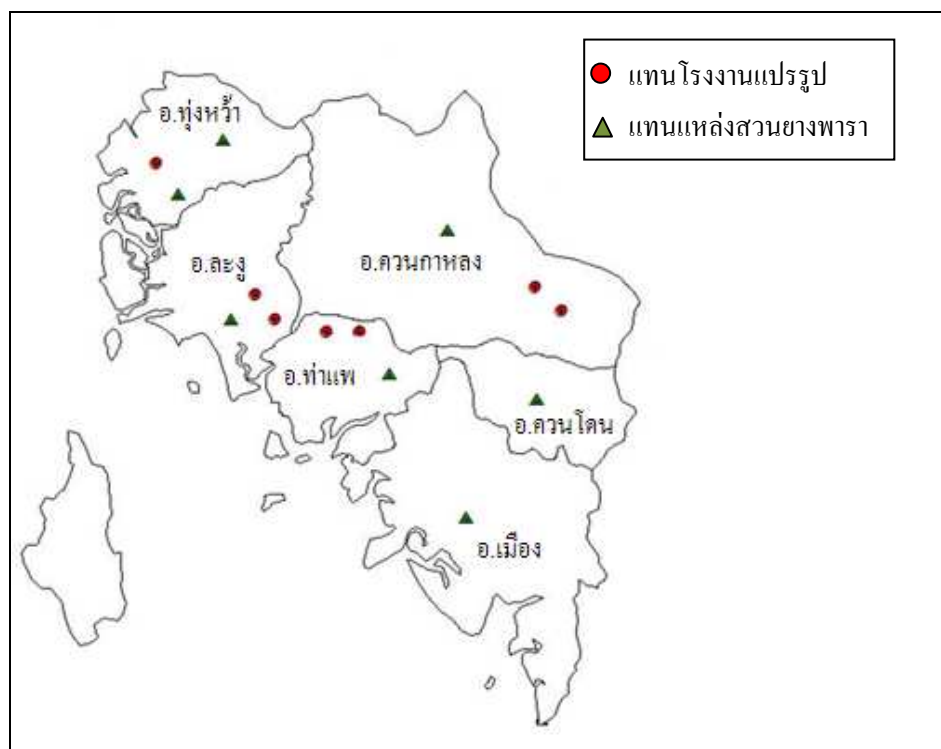 แทนโรงงานแปรรูป
แทนแหล่งสวนยางพารา
อ.ทุ่งหว้า
อ.ละงู
อ.ควนกาหลง
อ.ท่าแพ
อ.ควนโดน
อ.เมือง